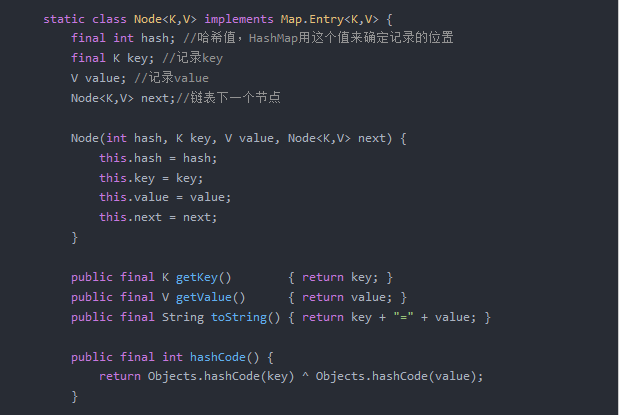 static class Node<K,V> implements Map.Entry<K,V> {
    final int hash; //哈希值，HashMap用这个值来确定记录的位置
    final K key; //记录key
    V value; //记录value
    Node<K,V> next;//链表下一个节点

    Node(int hash, K key, V value, Node<K,V> next) {
        this.hash = hash;
        this.key = key;
        this.value = value;
        this.next = next;
    }

    public final K getKey()        { return key; }
    public final V getValue()      { return value; }
    public final String toString() { return key + "=" + value; }

    public final int hashCode() {
        return Objects.hashCode(key) ^ Objects.hashCode(value);
    }